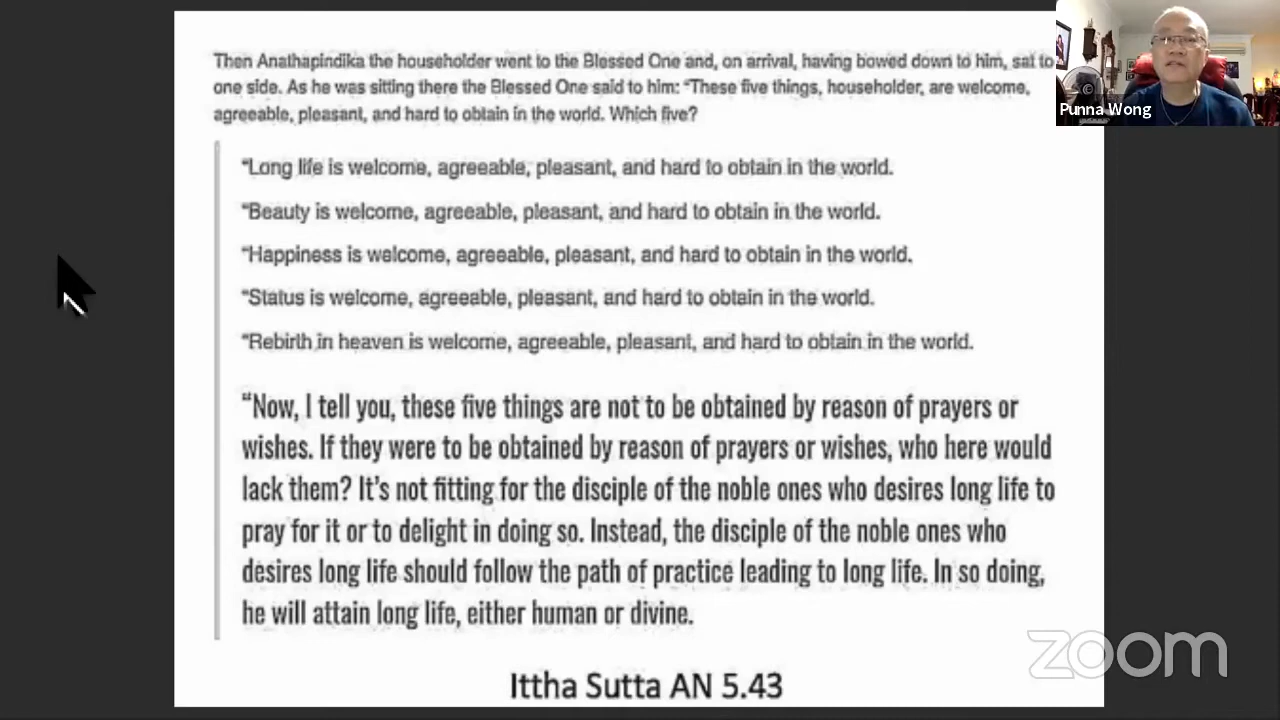 Then Anathapindika the householder went to the Blessed One and, on arrival, having bowed down to him, sat to
one side. As he was sitting there the Blessed One said to him: "These five things, householder, are welcome,
agreeable, pleasant, and hard to obtain in the world. Which five?
"Long life is welcome, agreeable, pleasant, and hard to obtain in the world.
"Beauty is welcome, agreeable, pleasant, and hard to obtain in the world.
"Happiness is welcome, agreeable, pleasant, and hard to obtain in the world.
"Status is welcome, agreeable, pleasant, and hard to obtain in the world.
"Rebirth in heaven is welcome, agreeable, pleasant, and hard to obtain in the world.
"Now, I tell you, these five things are not to be obtained by reason of prayers or
wishes. If they were to be obtained by reason of prayers or wishes, who here would
lack them? It's not fitting for the disciple of the noble ones who desires long life to
pray for it or to delight in doing so. Instead, the disciple of the noble ones who
desires long life should follow the path of practice leading to long life. In so doing,
he will attain long life, either human or divine.
Ittha Sutta AN 5.43
Punna Wong
zoom